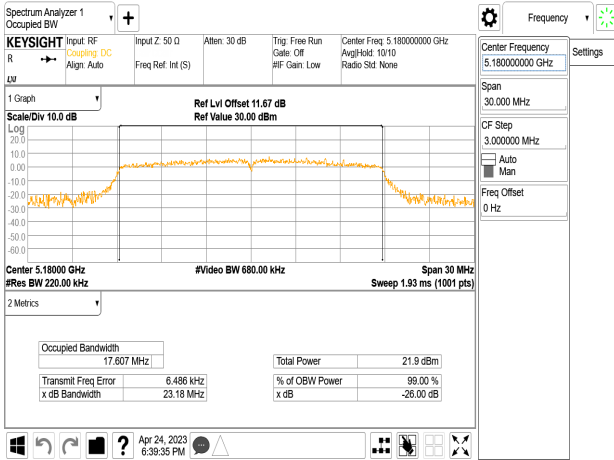 Spectrum Analyzer 1
Occupied BW
Frequency
KEYSIGHT
R
LXI
Input: RF
Coupling: DC
Align: Auto
Input Z: 50 Ω
Freq Ref: Int (S)
Atten: 30 dB
Trig: Free Run
Gate: Off
#IF Gain: Low
Center Freq: 5.180000000 GHz
Avg|Hold: 10/10
Radio Std: None
Center Frequency
5.180000000 GHz
Settings
Span
30.000 MHz
CF Step
3.000000 MHz
Auto
Man
Freq Offset
0 Hz
1 Graph
Scale/Div 10.0 dB
Ref Lvl Offset 11.67 dB
Ref Value 30.00 dBm
Log
20.0
10.0
0.00
-10.0
-20.0
-30.0
-40.0
-50.0
-60.0
Center 5.18000 GHz
#Video BW 680.00 kHz
Span 30 MHz
#Res BW 220.00 kHz
Sweep 1.93 ms (1001 pts)
2 Metrics
Occupied Bandwidth
17.607 MHz
Total Power 21.9 dBm
Transmit Freq Error 6.486 kHz
% of OBW Power 99.00 %
x dB Bandwidth 23.18 MHz
x dB -26.00 dB
?
Apr 24, 2023
6:39:35 PM